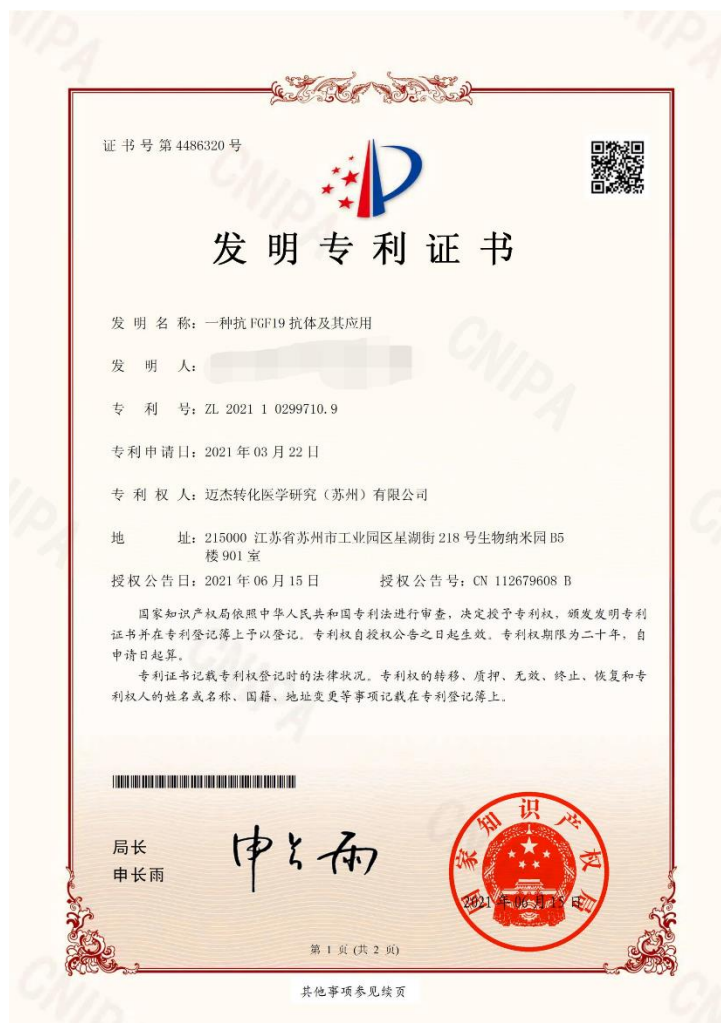 证书号第4486320号
发明专利证书
发明名称：一种抗FGF19抗体及其应用
发明人：
专利号：ZL 2021 1 0299710.9
专利申请日：2021年03月22日
专利权人：迈杰转化医学研究（苏州）有限公司
地址：215000 江苏省苏州市工业园区星湖街218号生物纳米园B5
楼901室
授权公告日：2021年06月15日 授权公告号：CN 112679608 B
国家知识产权局依照中华人民共和国专利法进行审查，决定授予专利权，颁发发明专利
证书并在专利登记簿上予以登记。专利权自授权公告之日起生效。专利权期限为二十年，自
申请日起算。
专利证书记载专利权登记时的法律状况。专利权的转移、质押、无效、终止、恢复和专
利权人的姓名或名称、国籍、地址变更等事项记载在专利登记簿上。
局长
申长雨
申长雨
国家知识产权局
2021年06月15日
第 1 页 (共 2 页)
其他事项参见续页
CNIPA